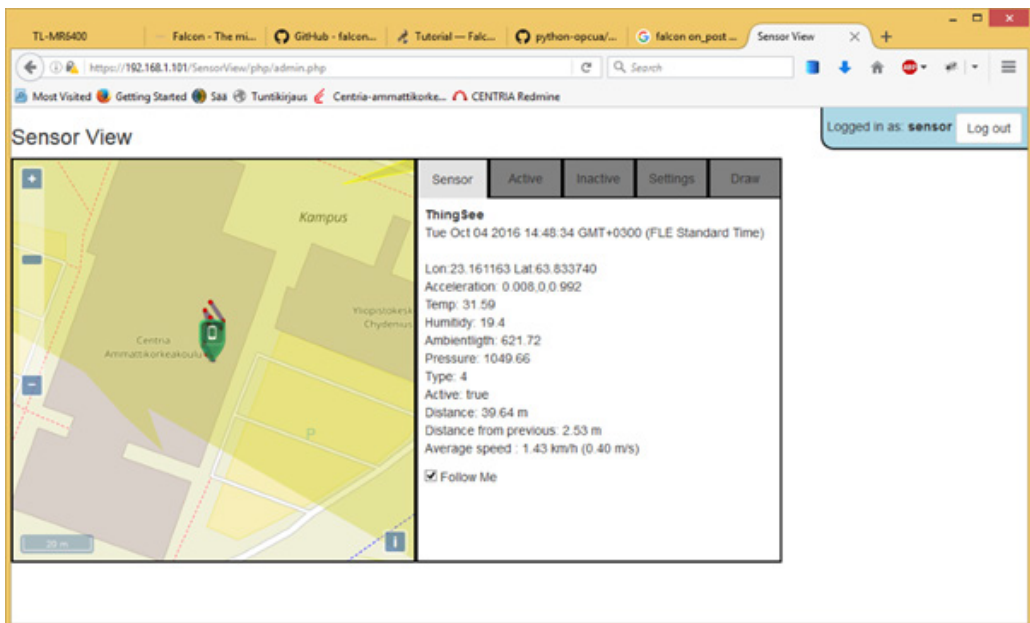 TL-MR6400
Falcon - The mi...
GitHub - falcon...
Tutorial — Falc...
python-opcua/...
falcon on_post ...
Sensor View
https://192.168.1.101/SensorView/php/admin.php
Search
Most Visited
Getting Started
Sää
Tuntikirjaus
Centria-ammattikorke...
CENTRIA Redmine
Logged in as: sensor
Log out
Sensor View
Sensor
Active
Inactive
Settings
Draw
Kampus
Yliopistokesk
Chydenius
Centria
Ammattikorkeakoulu
P
20 m
ThingSee
Tue Oct 04 2016 14:48:34 GMT+0300 (FLE Standard Time)
Lon:23.161163 Lat:63.833740
Acceleration: 0.008,0,0.992
Temp: 31.59
Humitidy: 19.4
Ambientligth: 621.72
Pressure: 1049.66
Type: 4
Active: true
Distance: 39.64 m
Distance from previous: 2.53 m
Average speed : 1.43 km/h (0.40 m/s)
Follow Me